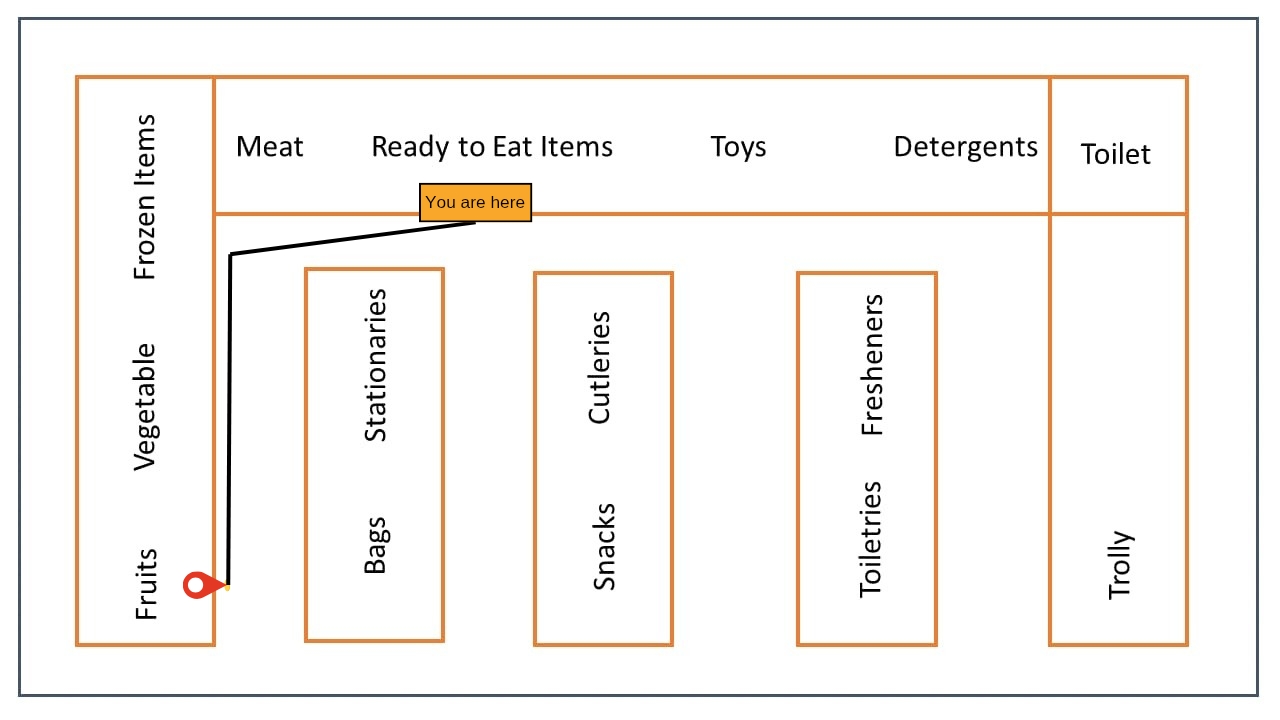 Meat
Ready to Eat Items
Toys
Detergents
Toilet
You are here
Frozen Items
Vegetable
Fruits
Stationaries
Bags
Cutleries
Snacks
Fresheners
Toiletries
Trolly